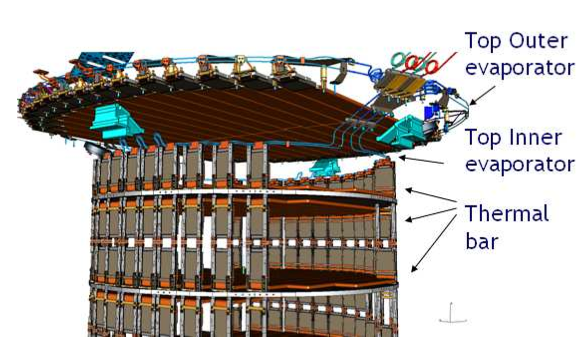 Top Outer
evaporator
Top Inner
evaporator
Thermal
bar